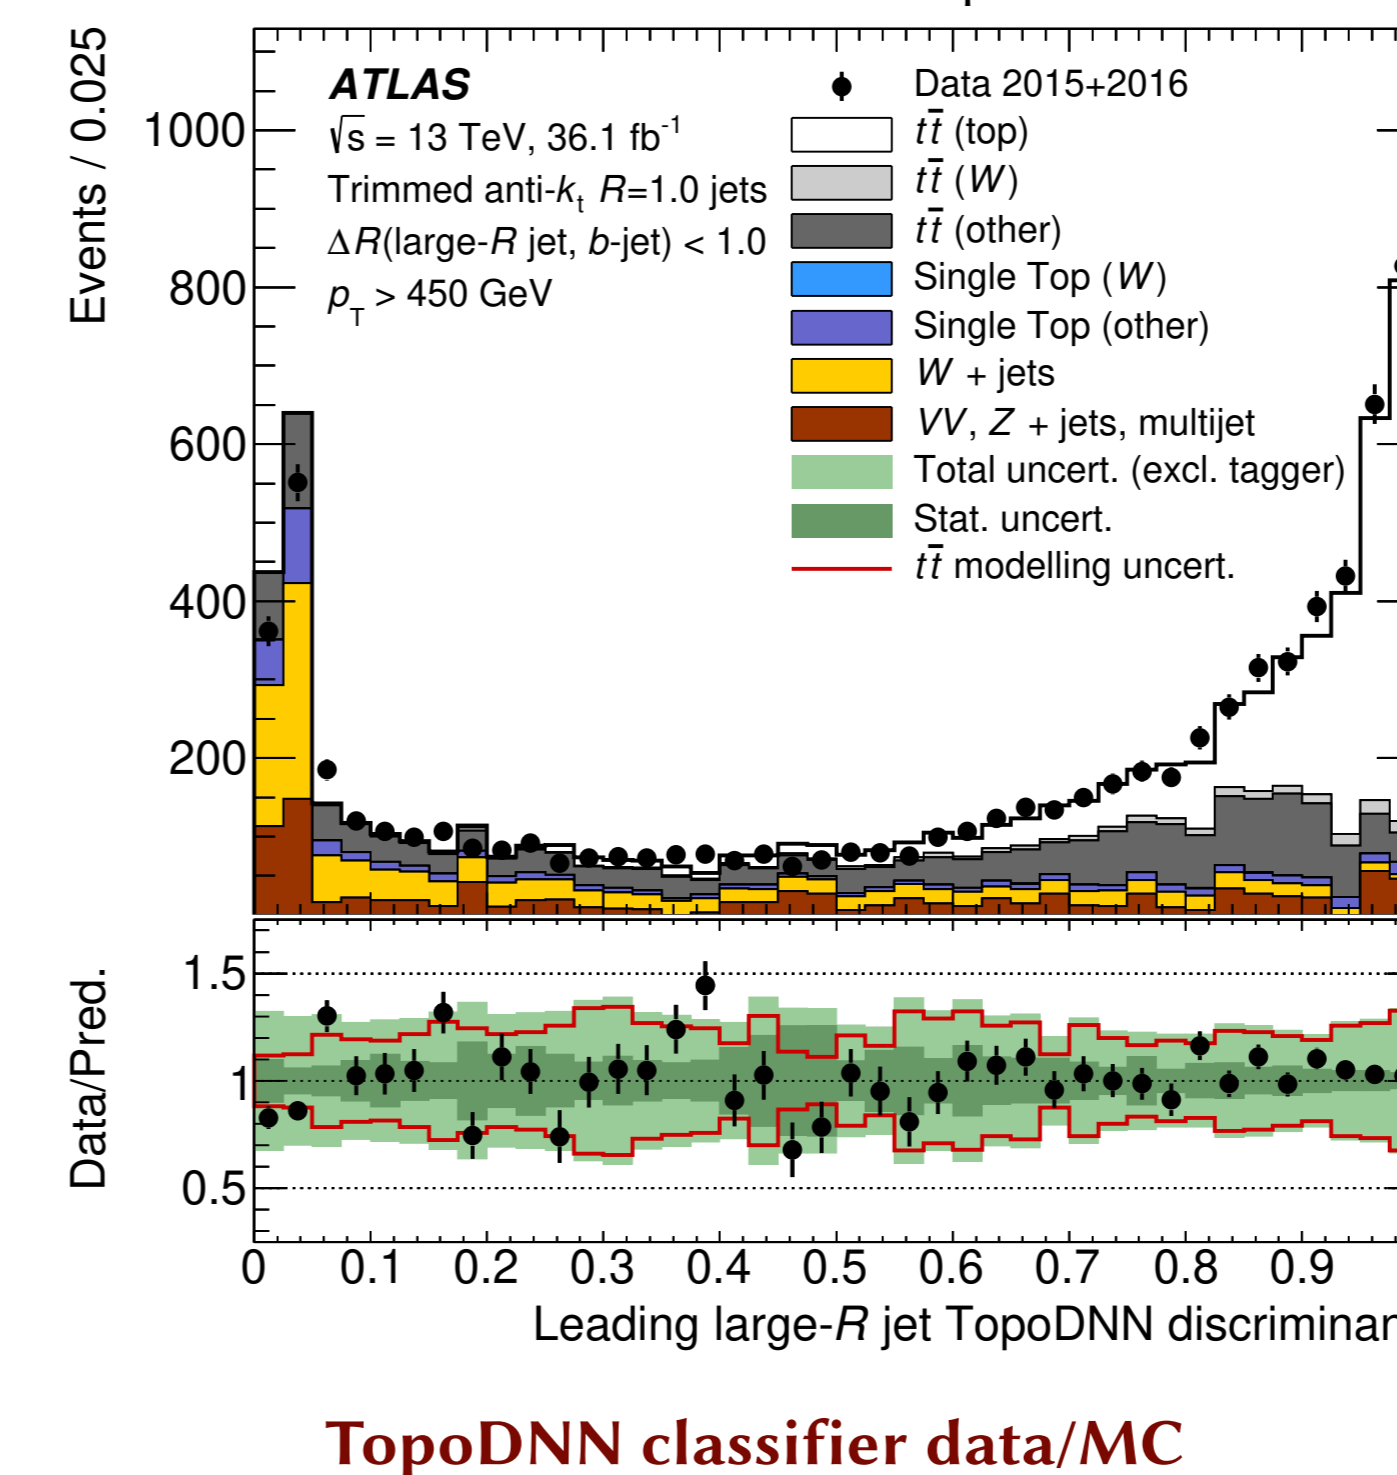 ATLAS
√s = 13 TeV, 36.1 fb-1
Trimmed anti-kt R=1.0 jets
ΔR(large-R jet, b-jet) < 1.0
pT > 450 GeV
Data 2015+2016
tt̄ (top)
tt̄ (W)
tt̄ (other)
Single Top (W)
Single Top (other)
W + jets
VV, Z + jets, multijet
Total uncert. (excl. tagger)
Stat. uncert.
tt̄ modelling uncert.
Events / 0.025
1000
800
600
400
200
Data/Pred.
1.5
1
0.5
0 0.1 0.2 0.3 0.4 0.5 0.6 0.7 0.8 0.9
Leading large-R jet TopoDNN discriminan
TopoDNN classifier data/MC